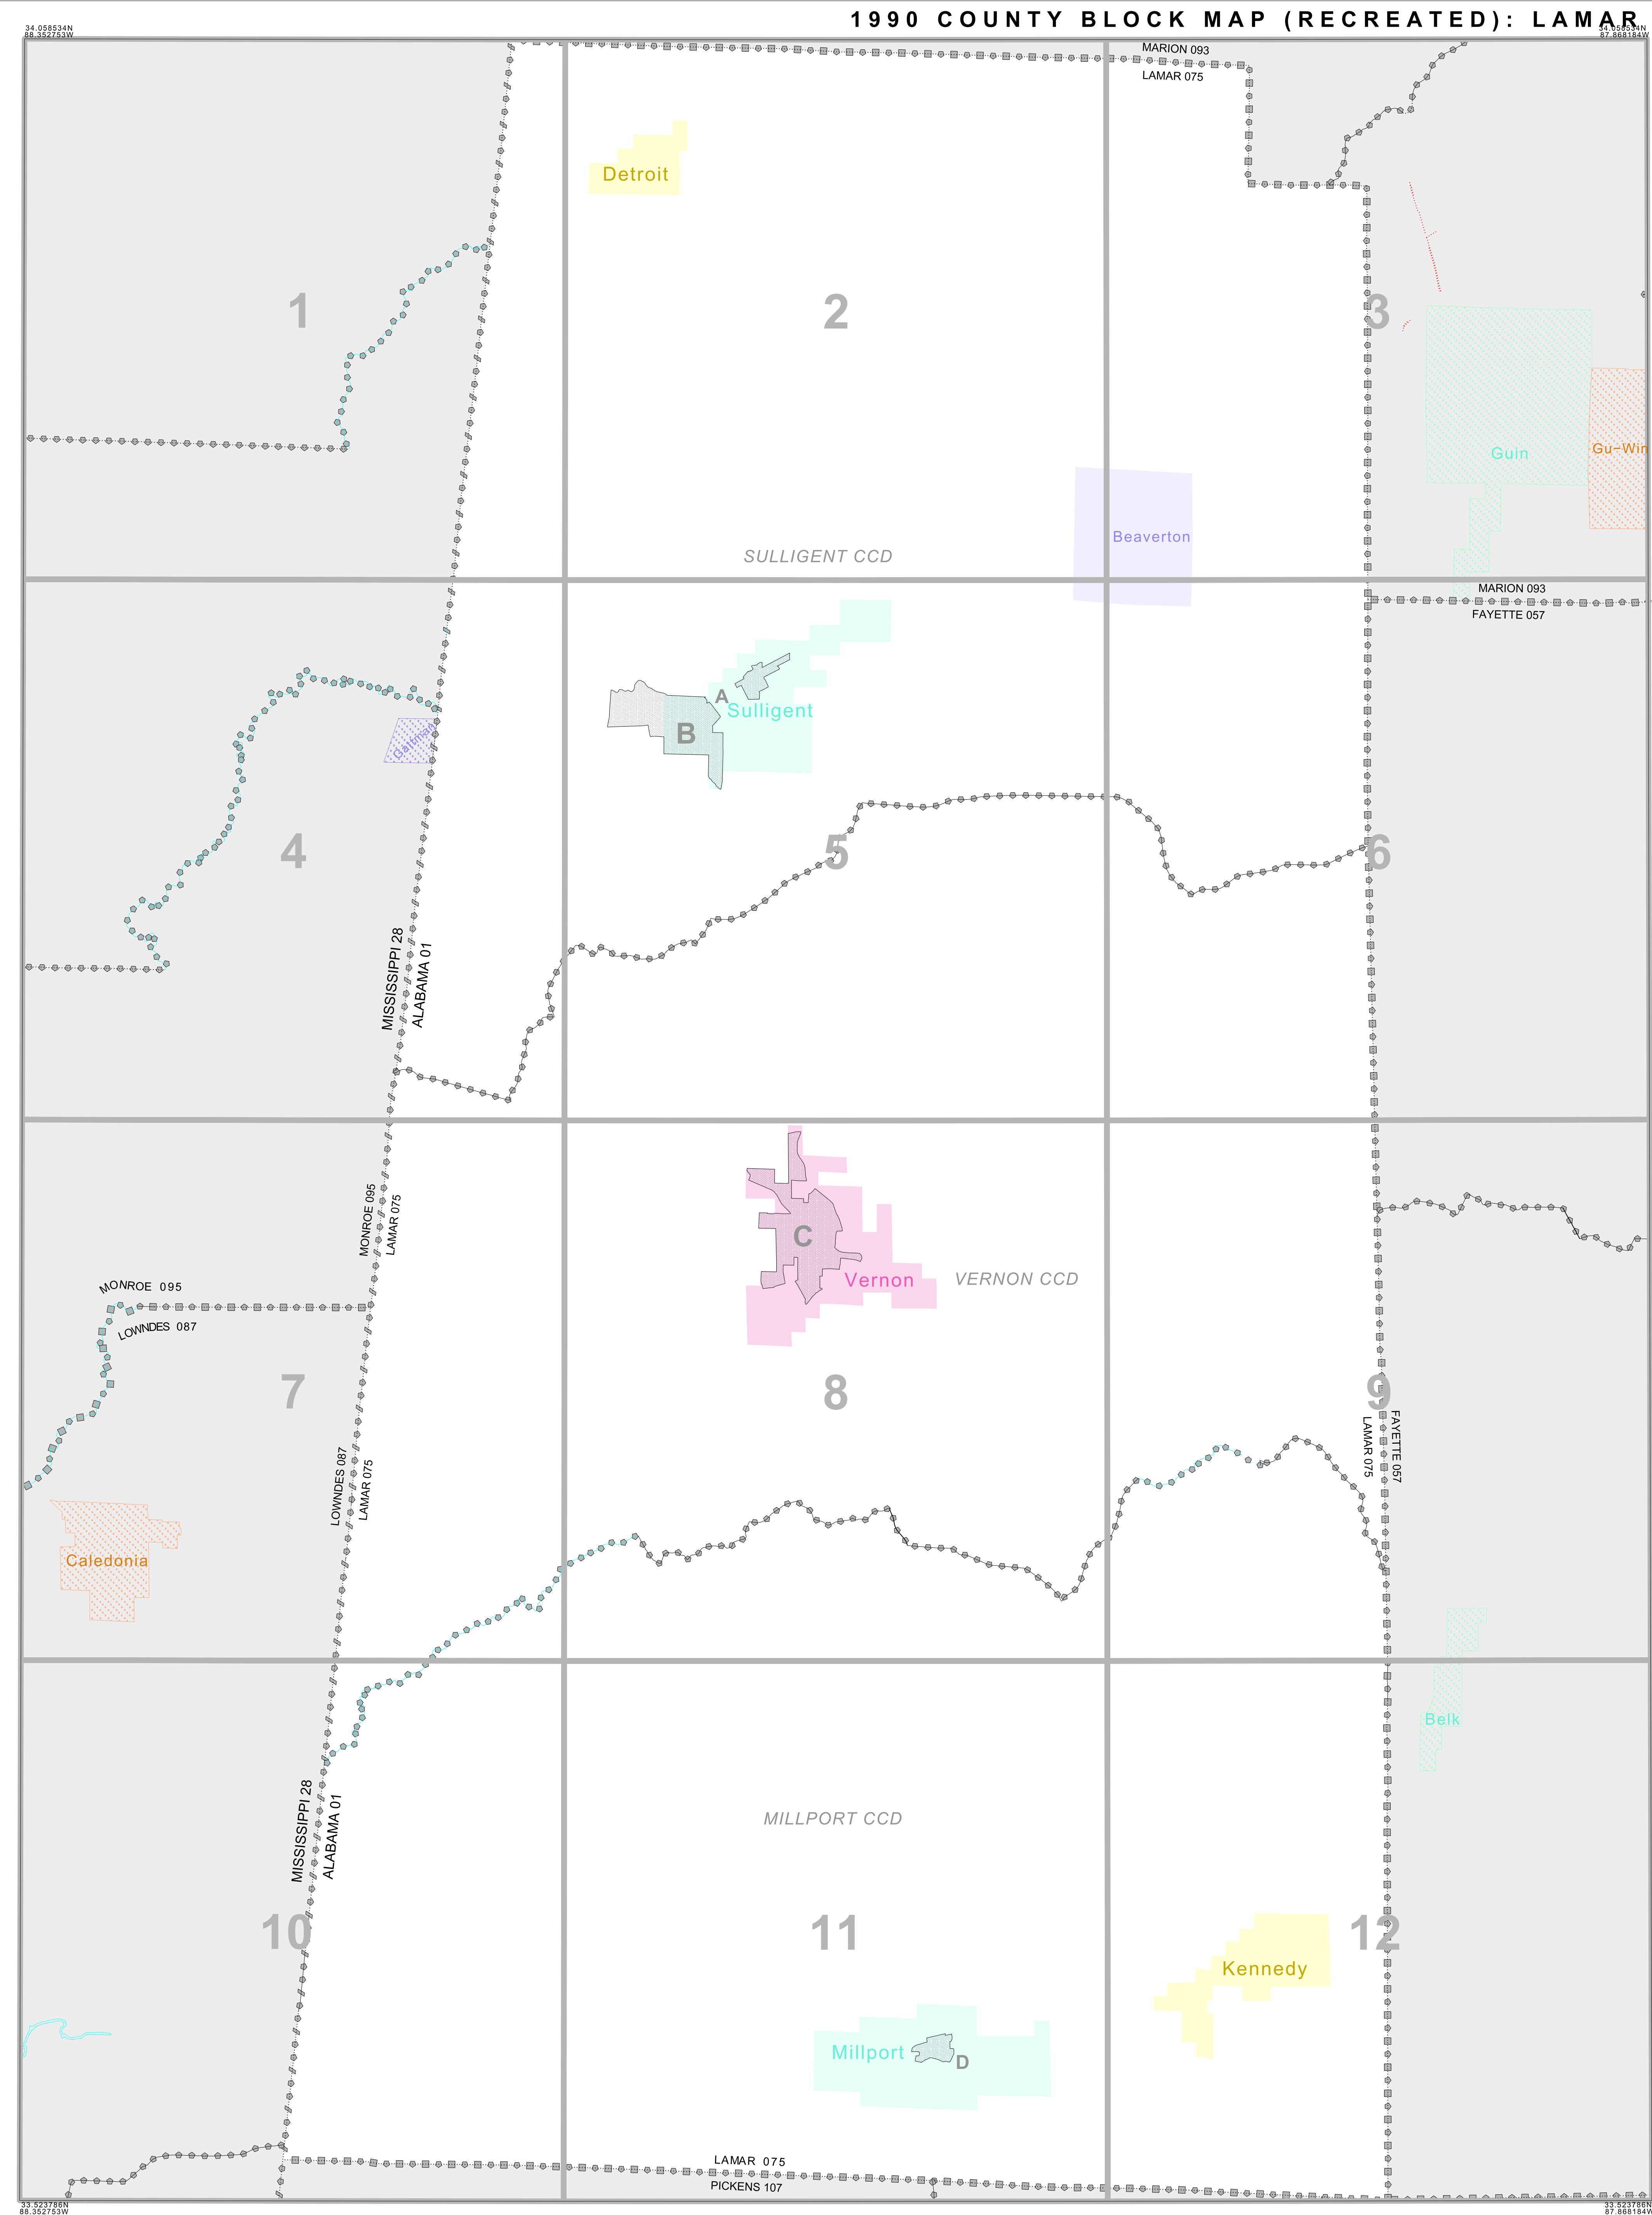 1990 COUNTY BLOCK MAP (RECREATED): LAMAR
34.058534N
88.352753W
34.058534N
87.868184W
MARION 093
LAMAR 075
Detroit
1
2
3
Guin
Gu-Win
Beaverton
SULLIGENT CCD
MARION 093
FAYETTE 057
A
Sulligent
B
Gattman
4
5
6
MISSISSIPPI 28
ALABAMA 01
MONROE 095
LAMAR 075
C
Vernon
VERNON CCD
MONROE 095
LOWNDES 087
7
8
9
LAMAR 075
FAYETTE 057
LOWNDES 087
LAMAR 075
Caledonia
Belk
MISSISSIPPI 28
ALABAMA 01
MILLPORT CCD
10
11
12
Kennedy
Millport
D
LAMAR 075
PICKENS 107
33.523786N
88.352753W
33.523786N
87.868184W